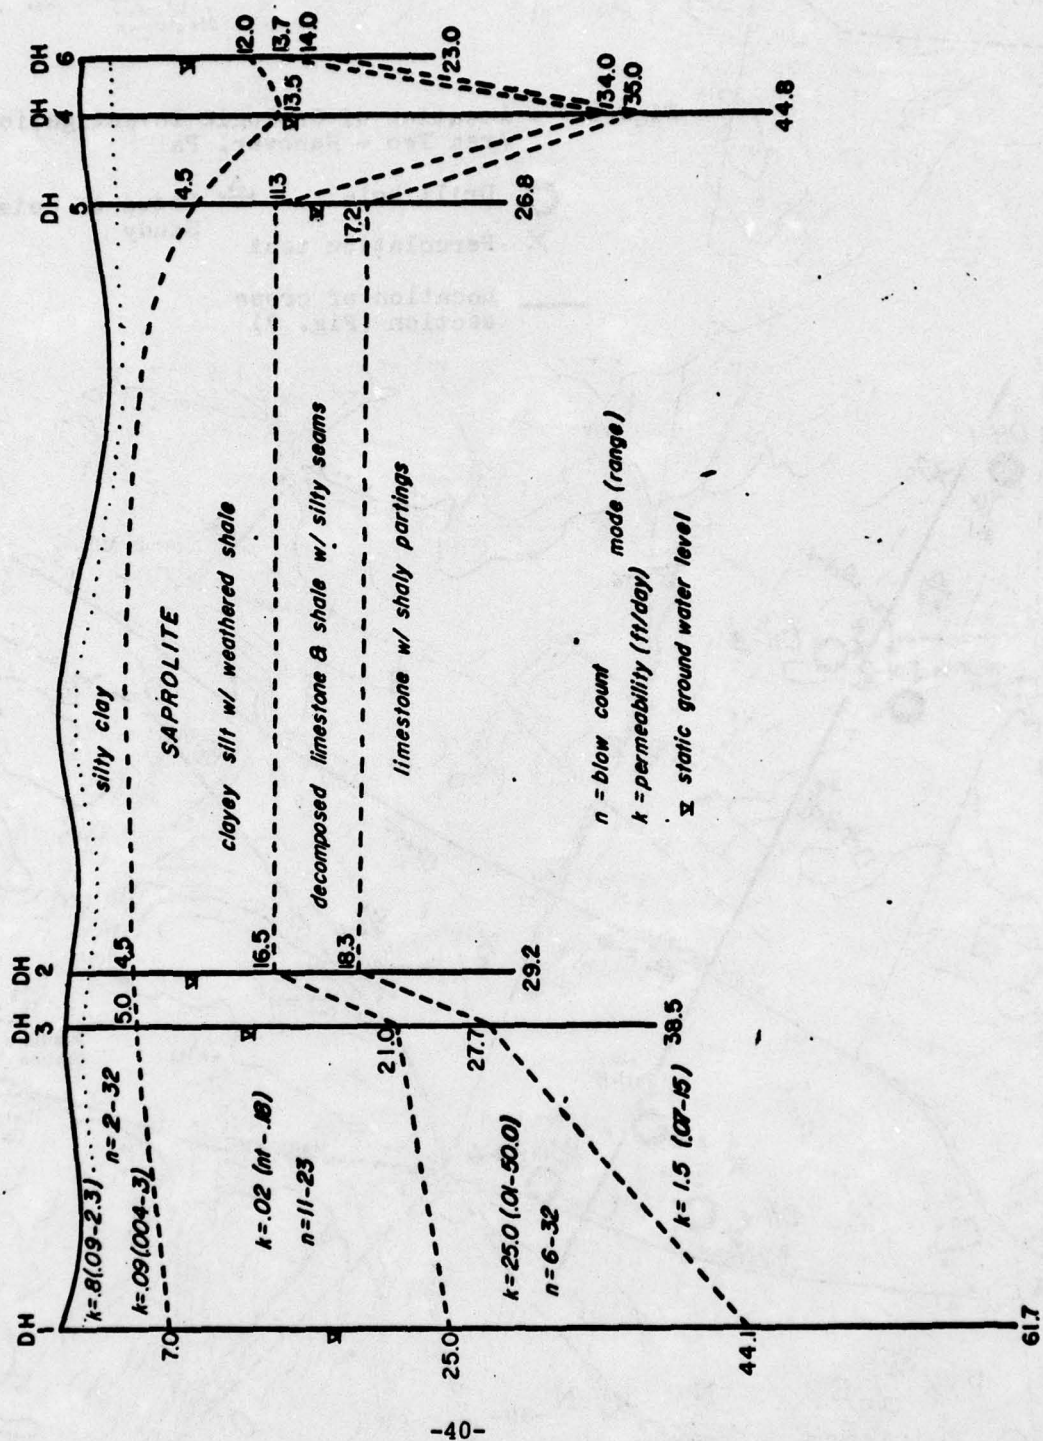 DH
1
DH
3
DH
2
DH
5
DH
4
DH
6
k=.8(.09-2.3)
n=2-32
k=.09(.004-3)
7.0
5.0
4.5
4.5
13.5
12.0
13.7
14.0
silty clay
SAPROLITE
clayey silt w/ weathered shale
k=.02 (nt-.18)
n=11-23
25.0
21.0
16.5
11.3
134.0
decomposed limestone & shale w/ silty seams
k=25.0 (.01-50.0)
n=6-32
44.1
27.7
18.3
17.2
35.0
limestone w/ shaly partings
k=1.5 (.07-15)
61.7
38.5
29.2
26.8
44.8
23.0
n=blow count
k=permeability (ft/day)
mode (range)
static ground water level
-40-